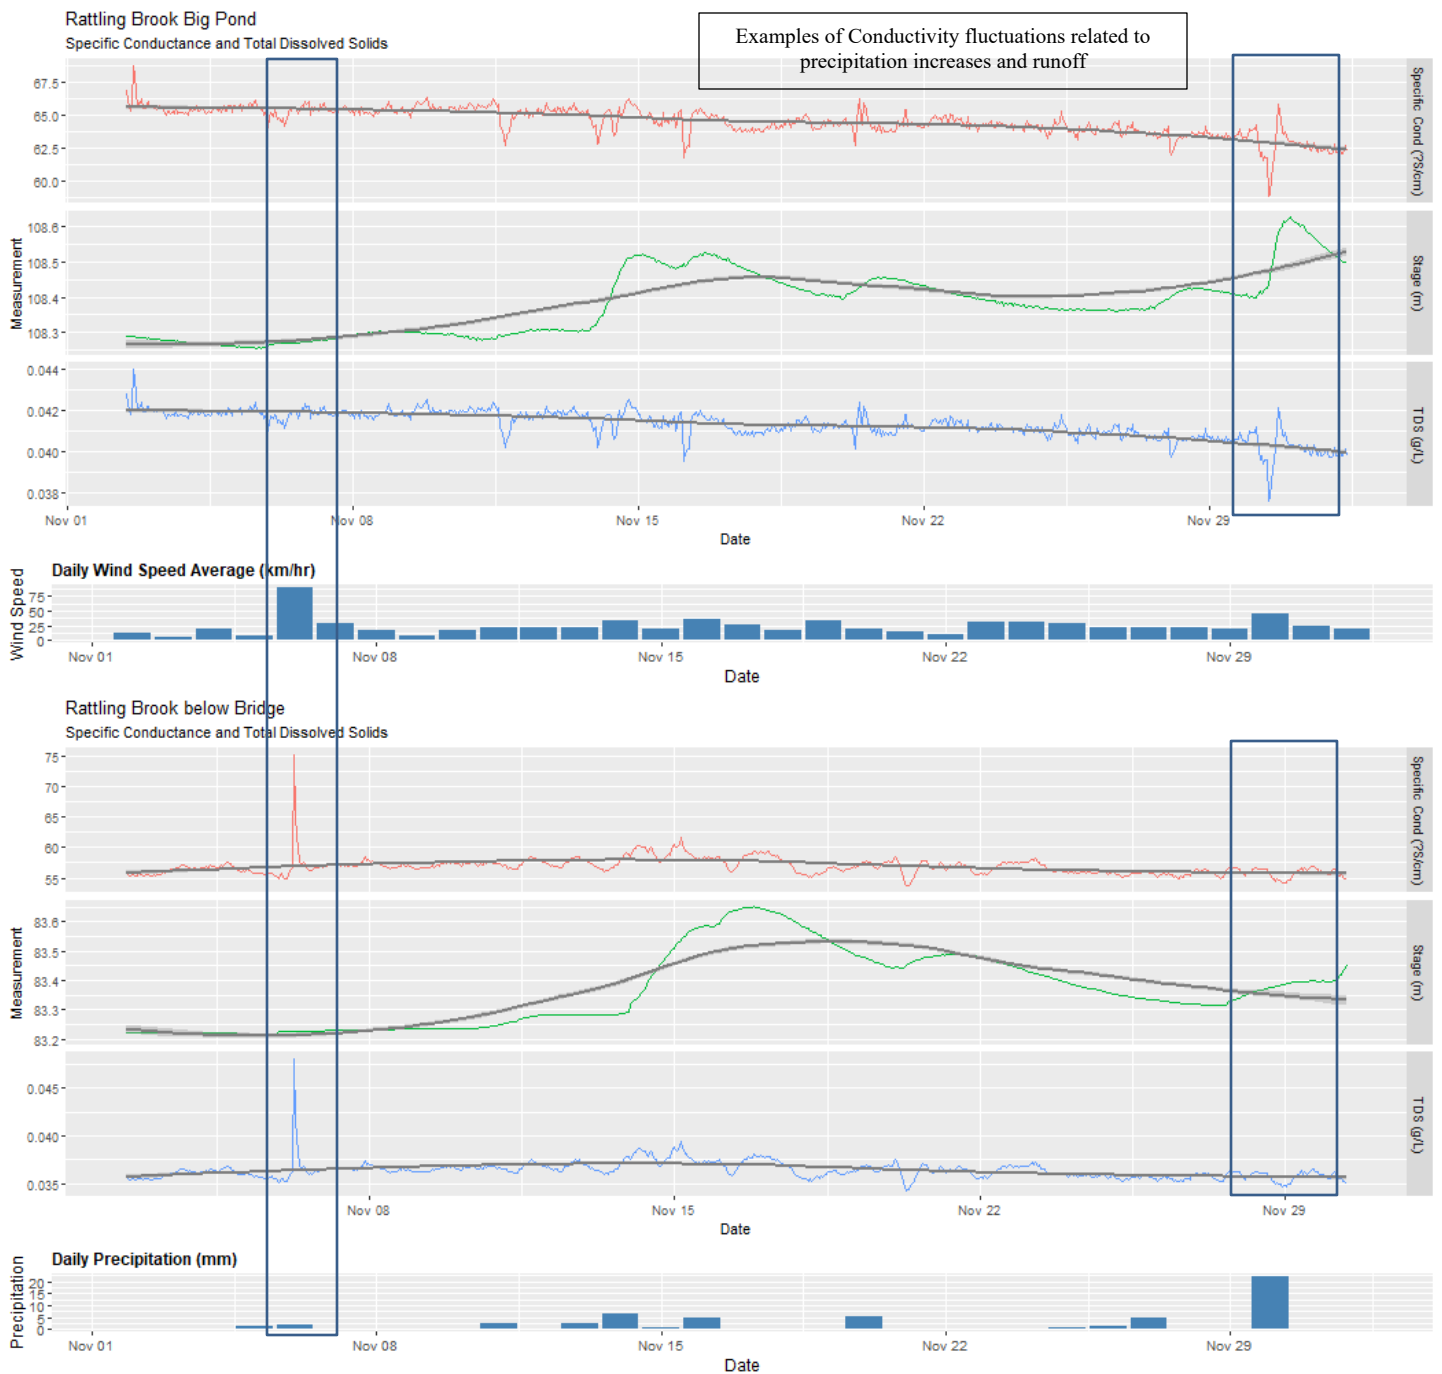 Rattling Brook Big Pond
Specific Conductance and Total Dissolved Solids
Examples of Conductivity fluctuations related to
precipitation increases and runoff
67.5
65.0
62.5
60.0
Specific Cond (?S/cm)
Measurement
108.6
108.5
108.4
108.3
Stage (m)
0.044
0.042
0.040
0.038
TDS (g/L)
Nov 01 Nov 08 Nov 15 Nov 22 Nov 29
Date
Daily Wind Speed Average (km/hr)
Wind Speed
75
50
25
0
Nov 01 Nov 08 Nov 15 Nov 22 Nov 29
Date
Rattling Brook below Bridge
Specific Conductance and Total Dissolved Solids
75
70
65
60
55
Specific Cond (?S/cm)
Measurement
83.6
83.5
83.4
83.3
83.2
Stage (m)
0.045
0.040
0.035
TDS (g/L)
Nov 08 Nov 15 Nov 22 Nov 29
Date
Daily Precipitation (mm)
Precipitation
20
15
10
5
0
Nov 01 Nov 08 Nov 15 Nov 22 Nov 29
Date